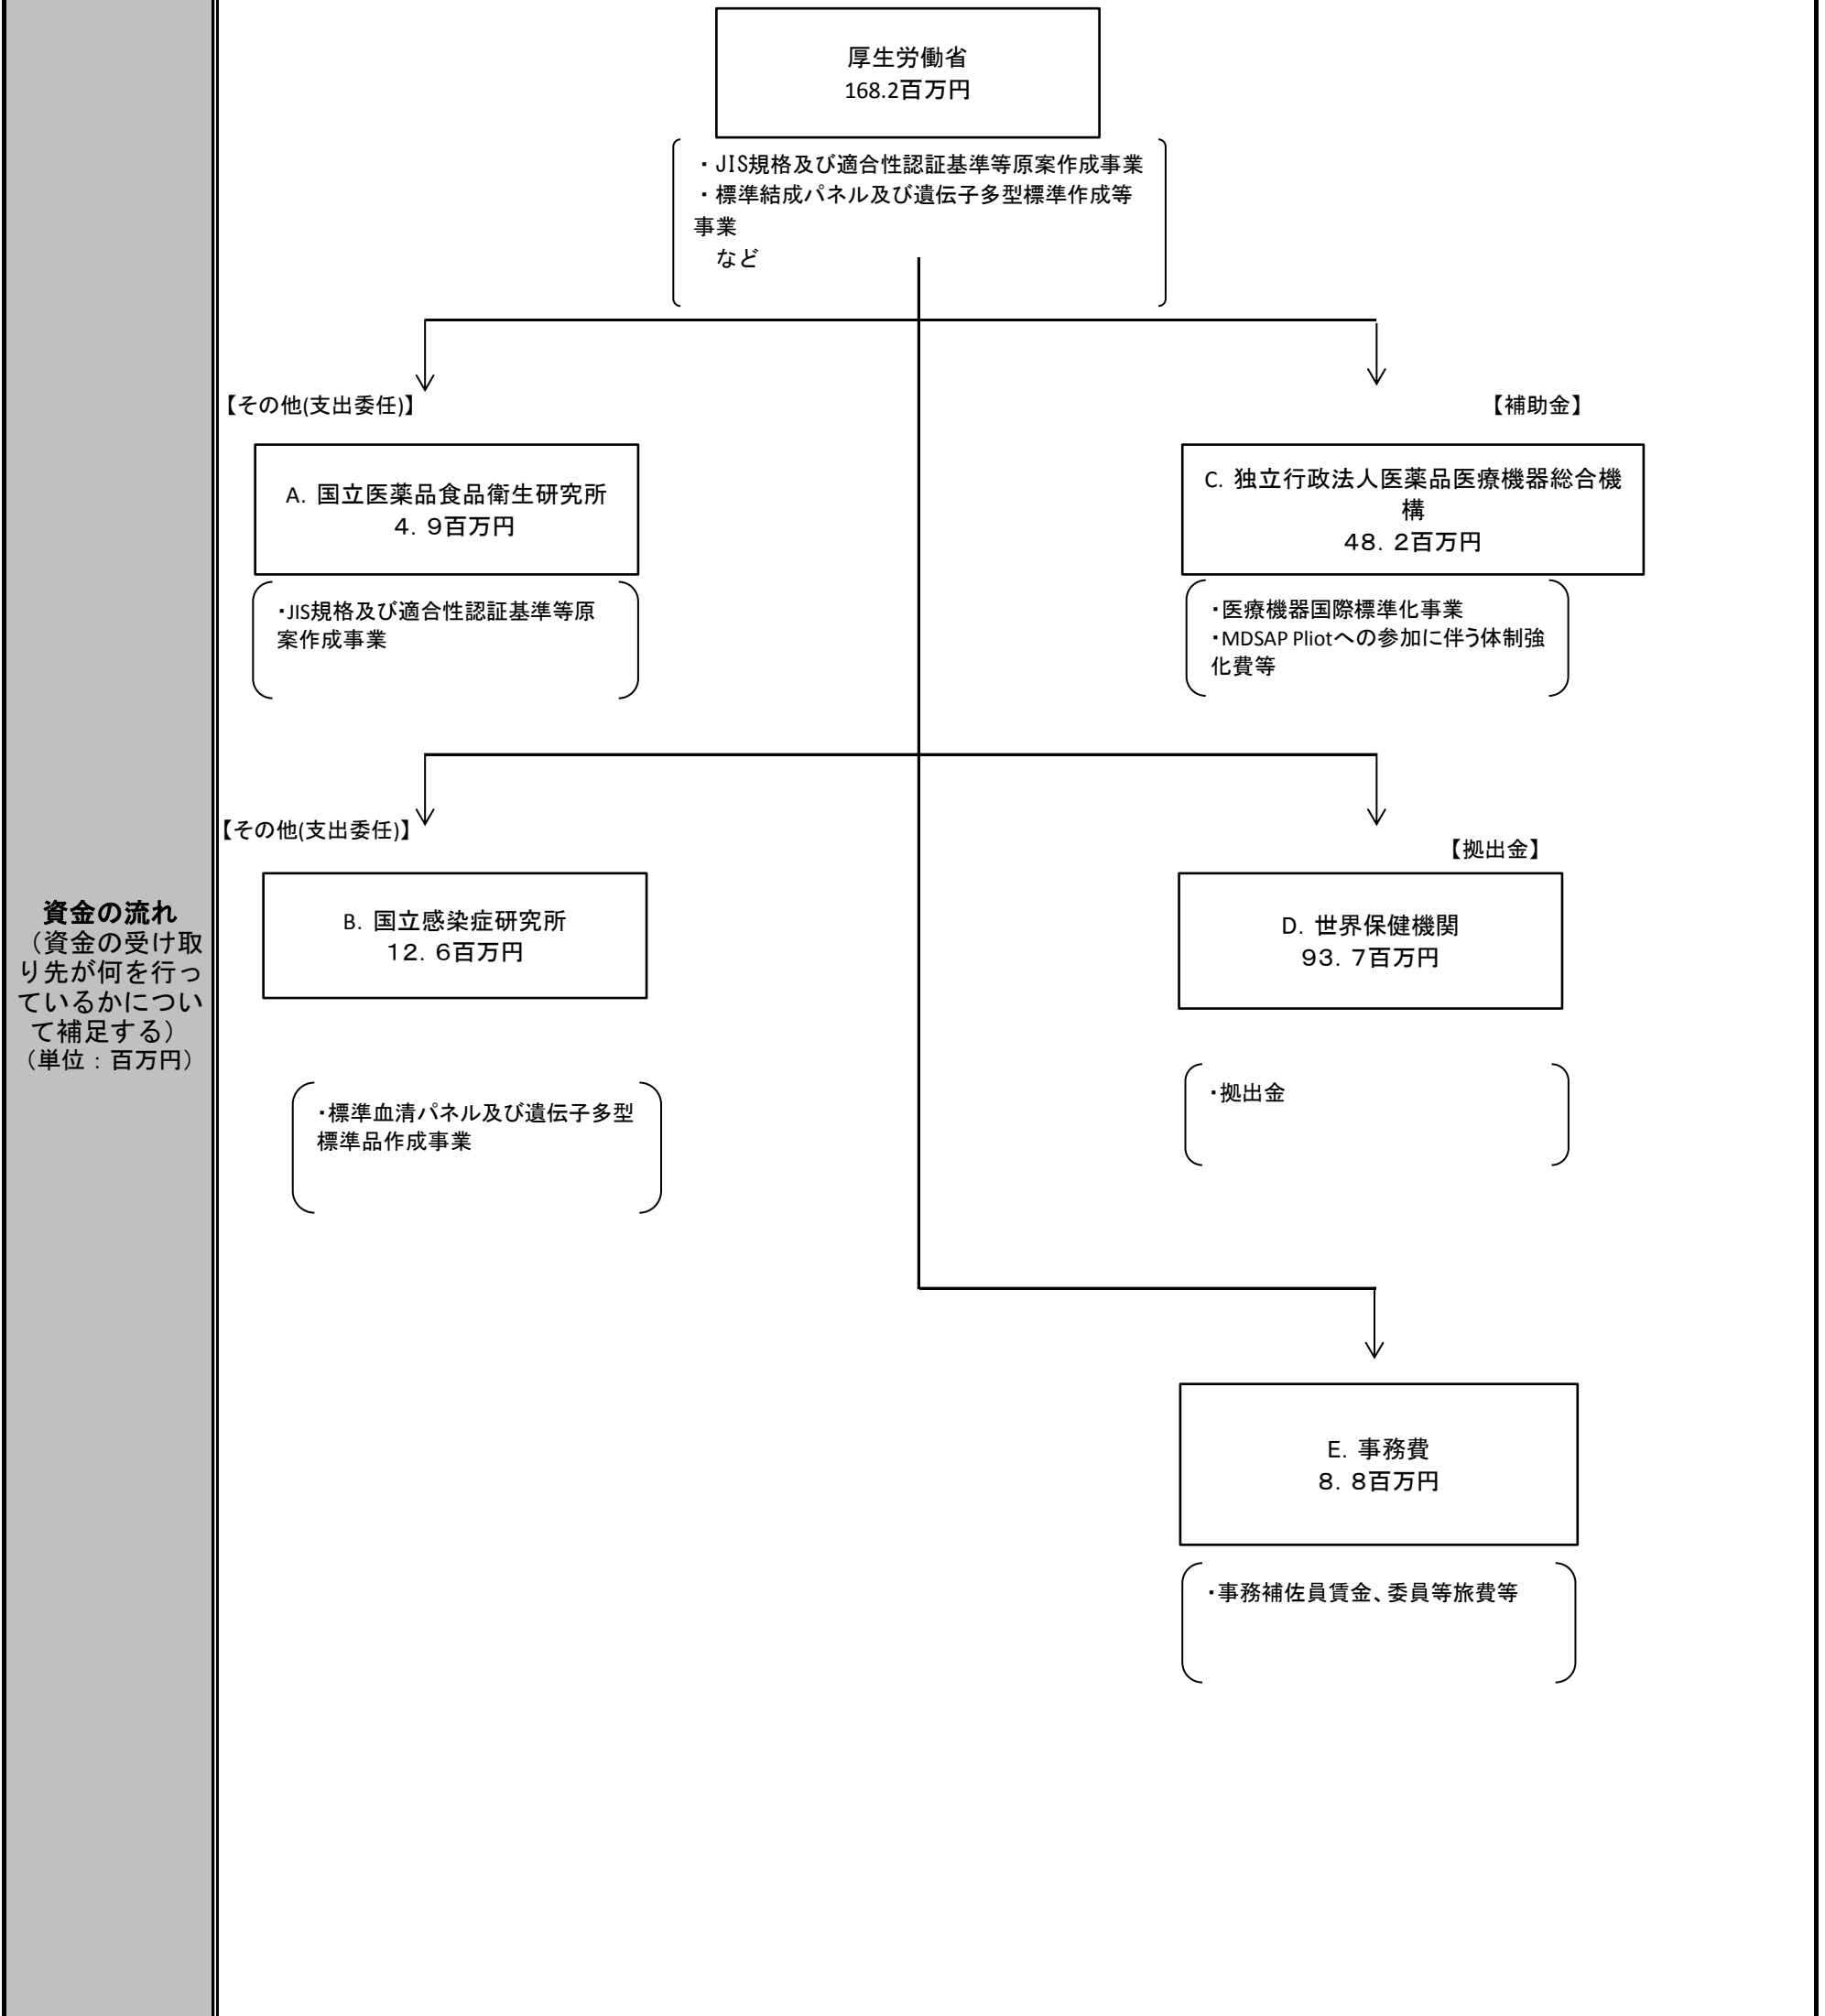 厚生労働省
168.2百万円
・JIS規格及び適合性認証基準等原案作成事業
・標準結成パネル及び遺伝子多型標準作成等
事業
など
【その他(支出委任)】
【補助金】
A. 国立医薬品食品衛生研究所
4．9百万円
C. 独立行政法人医薬品医療機器総合機
構
48．2百万円
・JIS規格及び適合性認証基準等原
案作成事業
・医療機器国際標準化事業
・MDSAP Pliotへの参加に伴う体制強
化費等
【その他(支出委任)】
【拠出金】
B. 国立感染症研究所
12．6百万円
D. 世界保健機関
93．7百万円
資金の流れ
（資金の受け取
り先が何を行っ
ているかについ
て補足する）
（単位：百万円）
・標準血清パネル及び遺伝子多型
標準品作成事業
・拠出金
E. 事務費
8．8百万円
・事務補佐員賃金、委員等旅費等